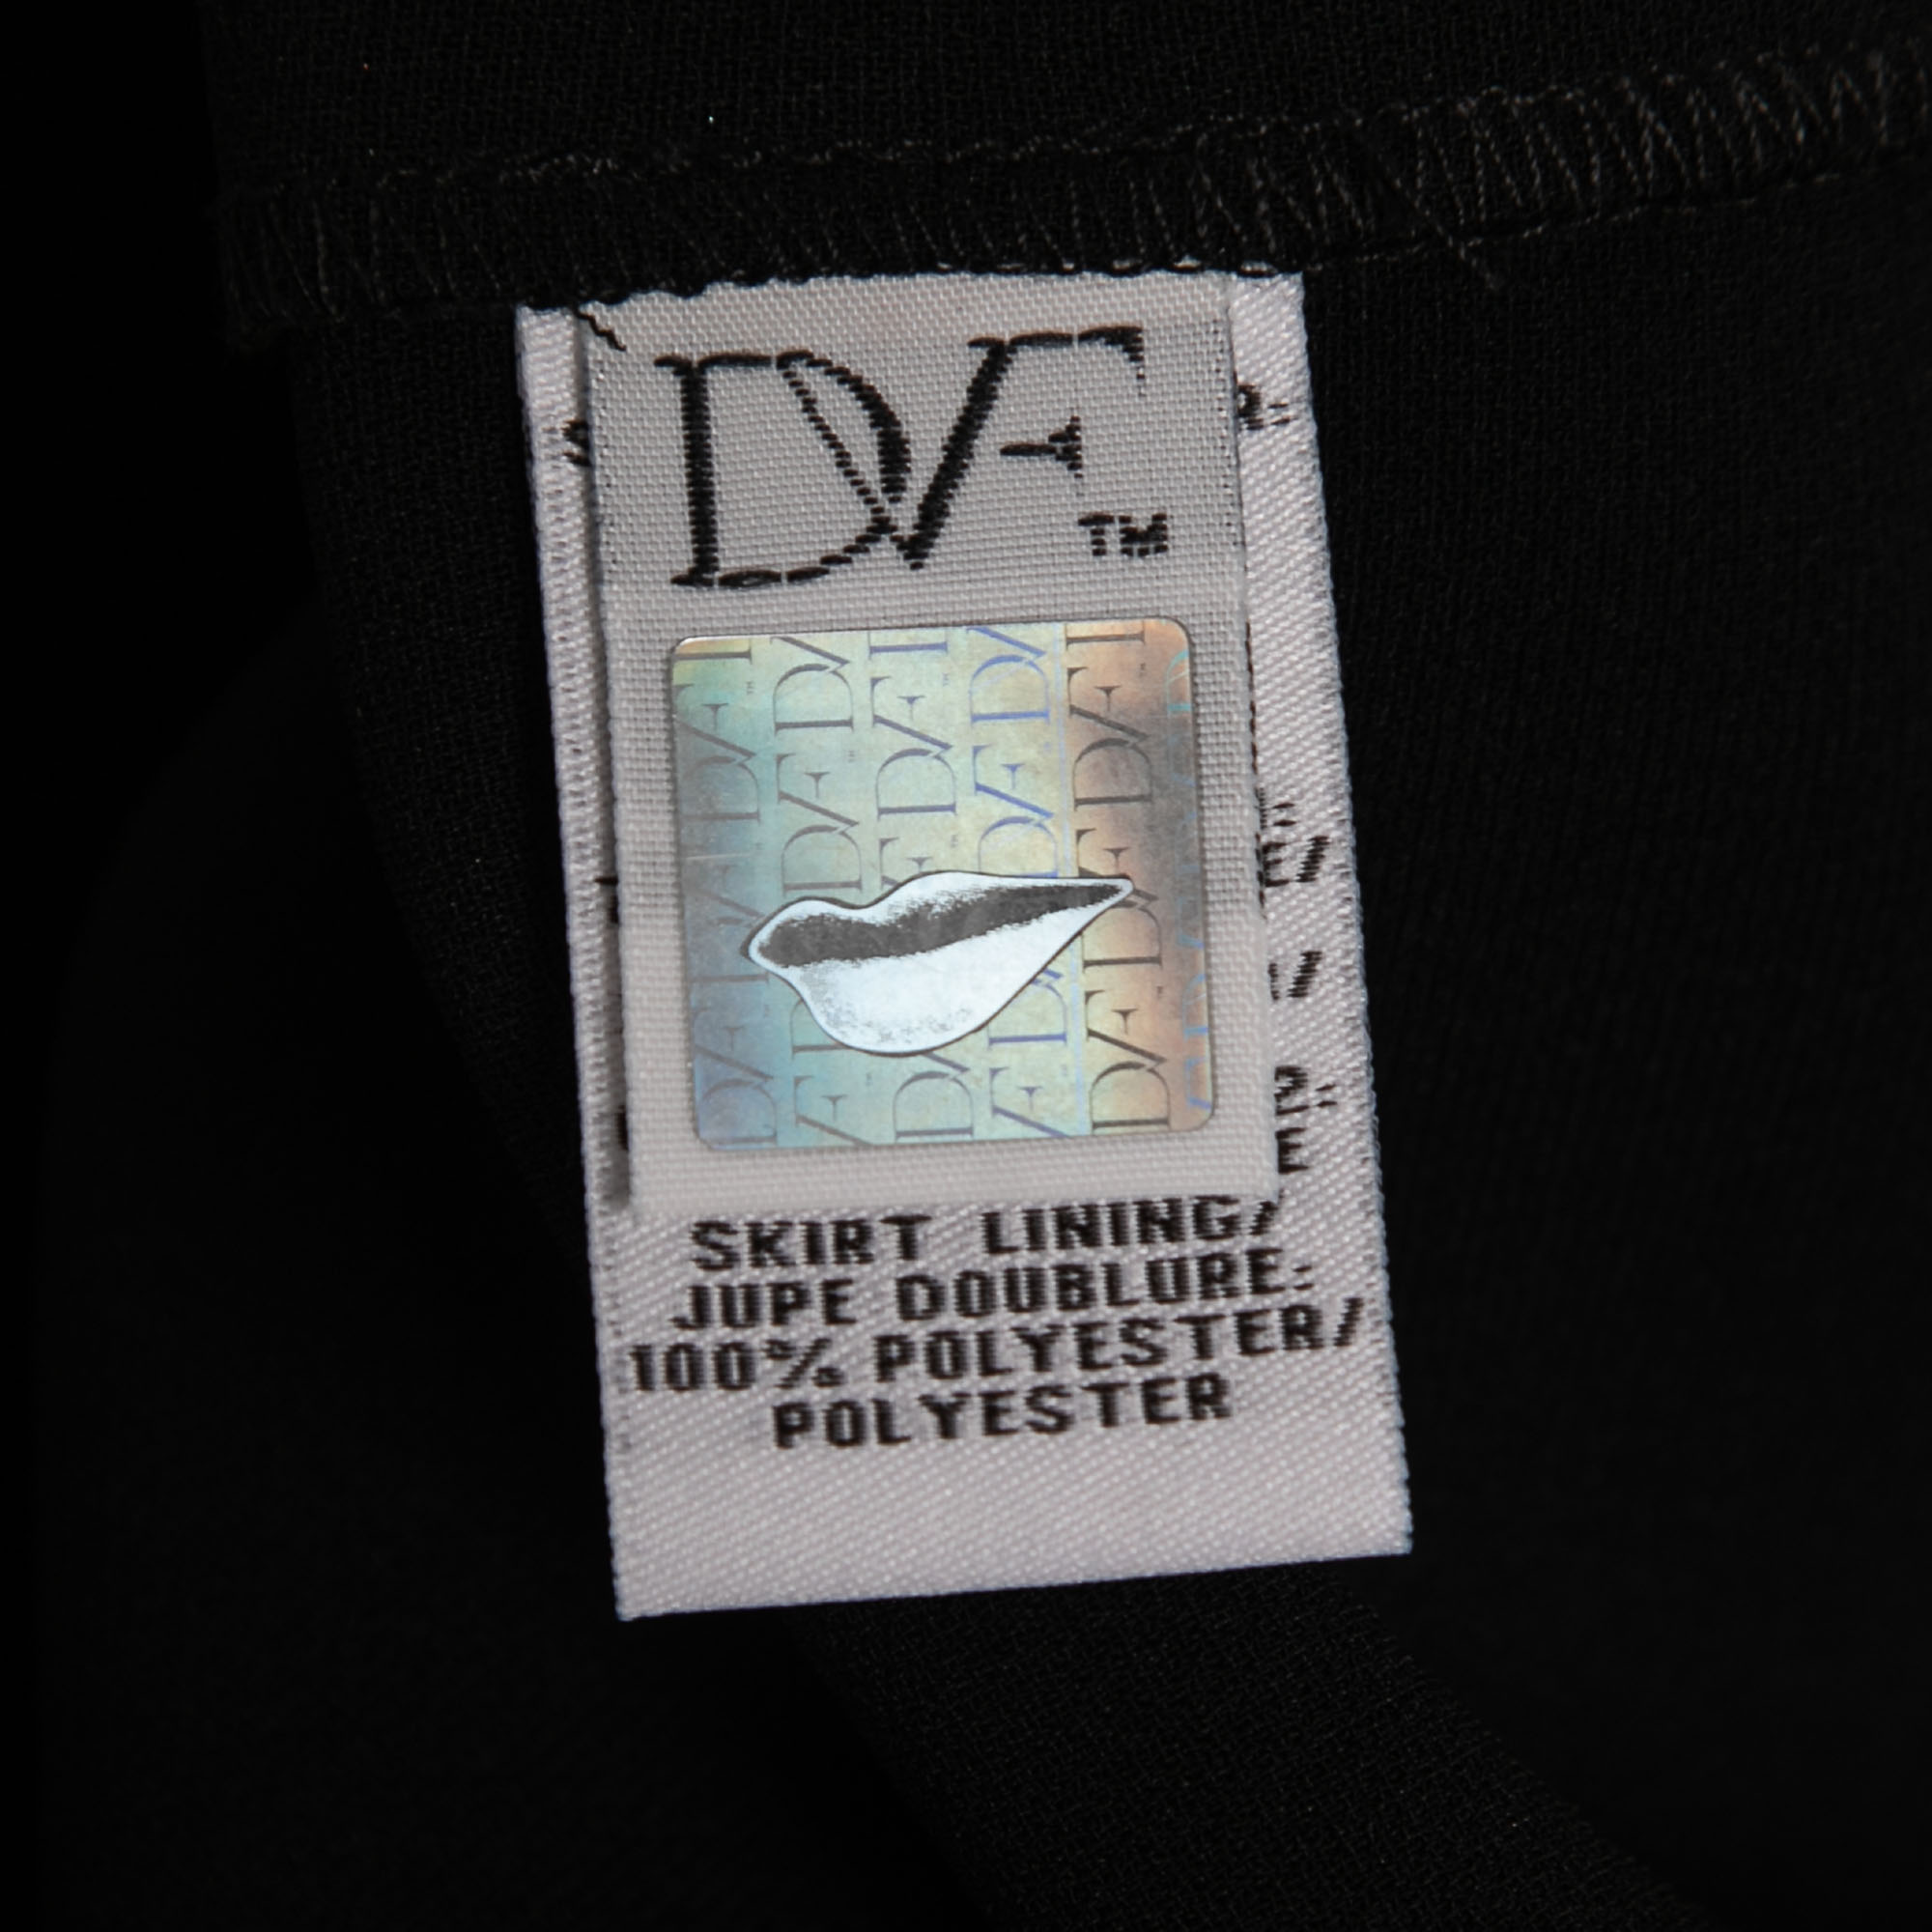 DVF
TM
SKIRT LINING/
JUPE DOUBLURE:
100% POLYESTER/
POLYESTER